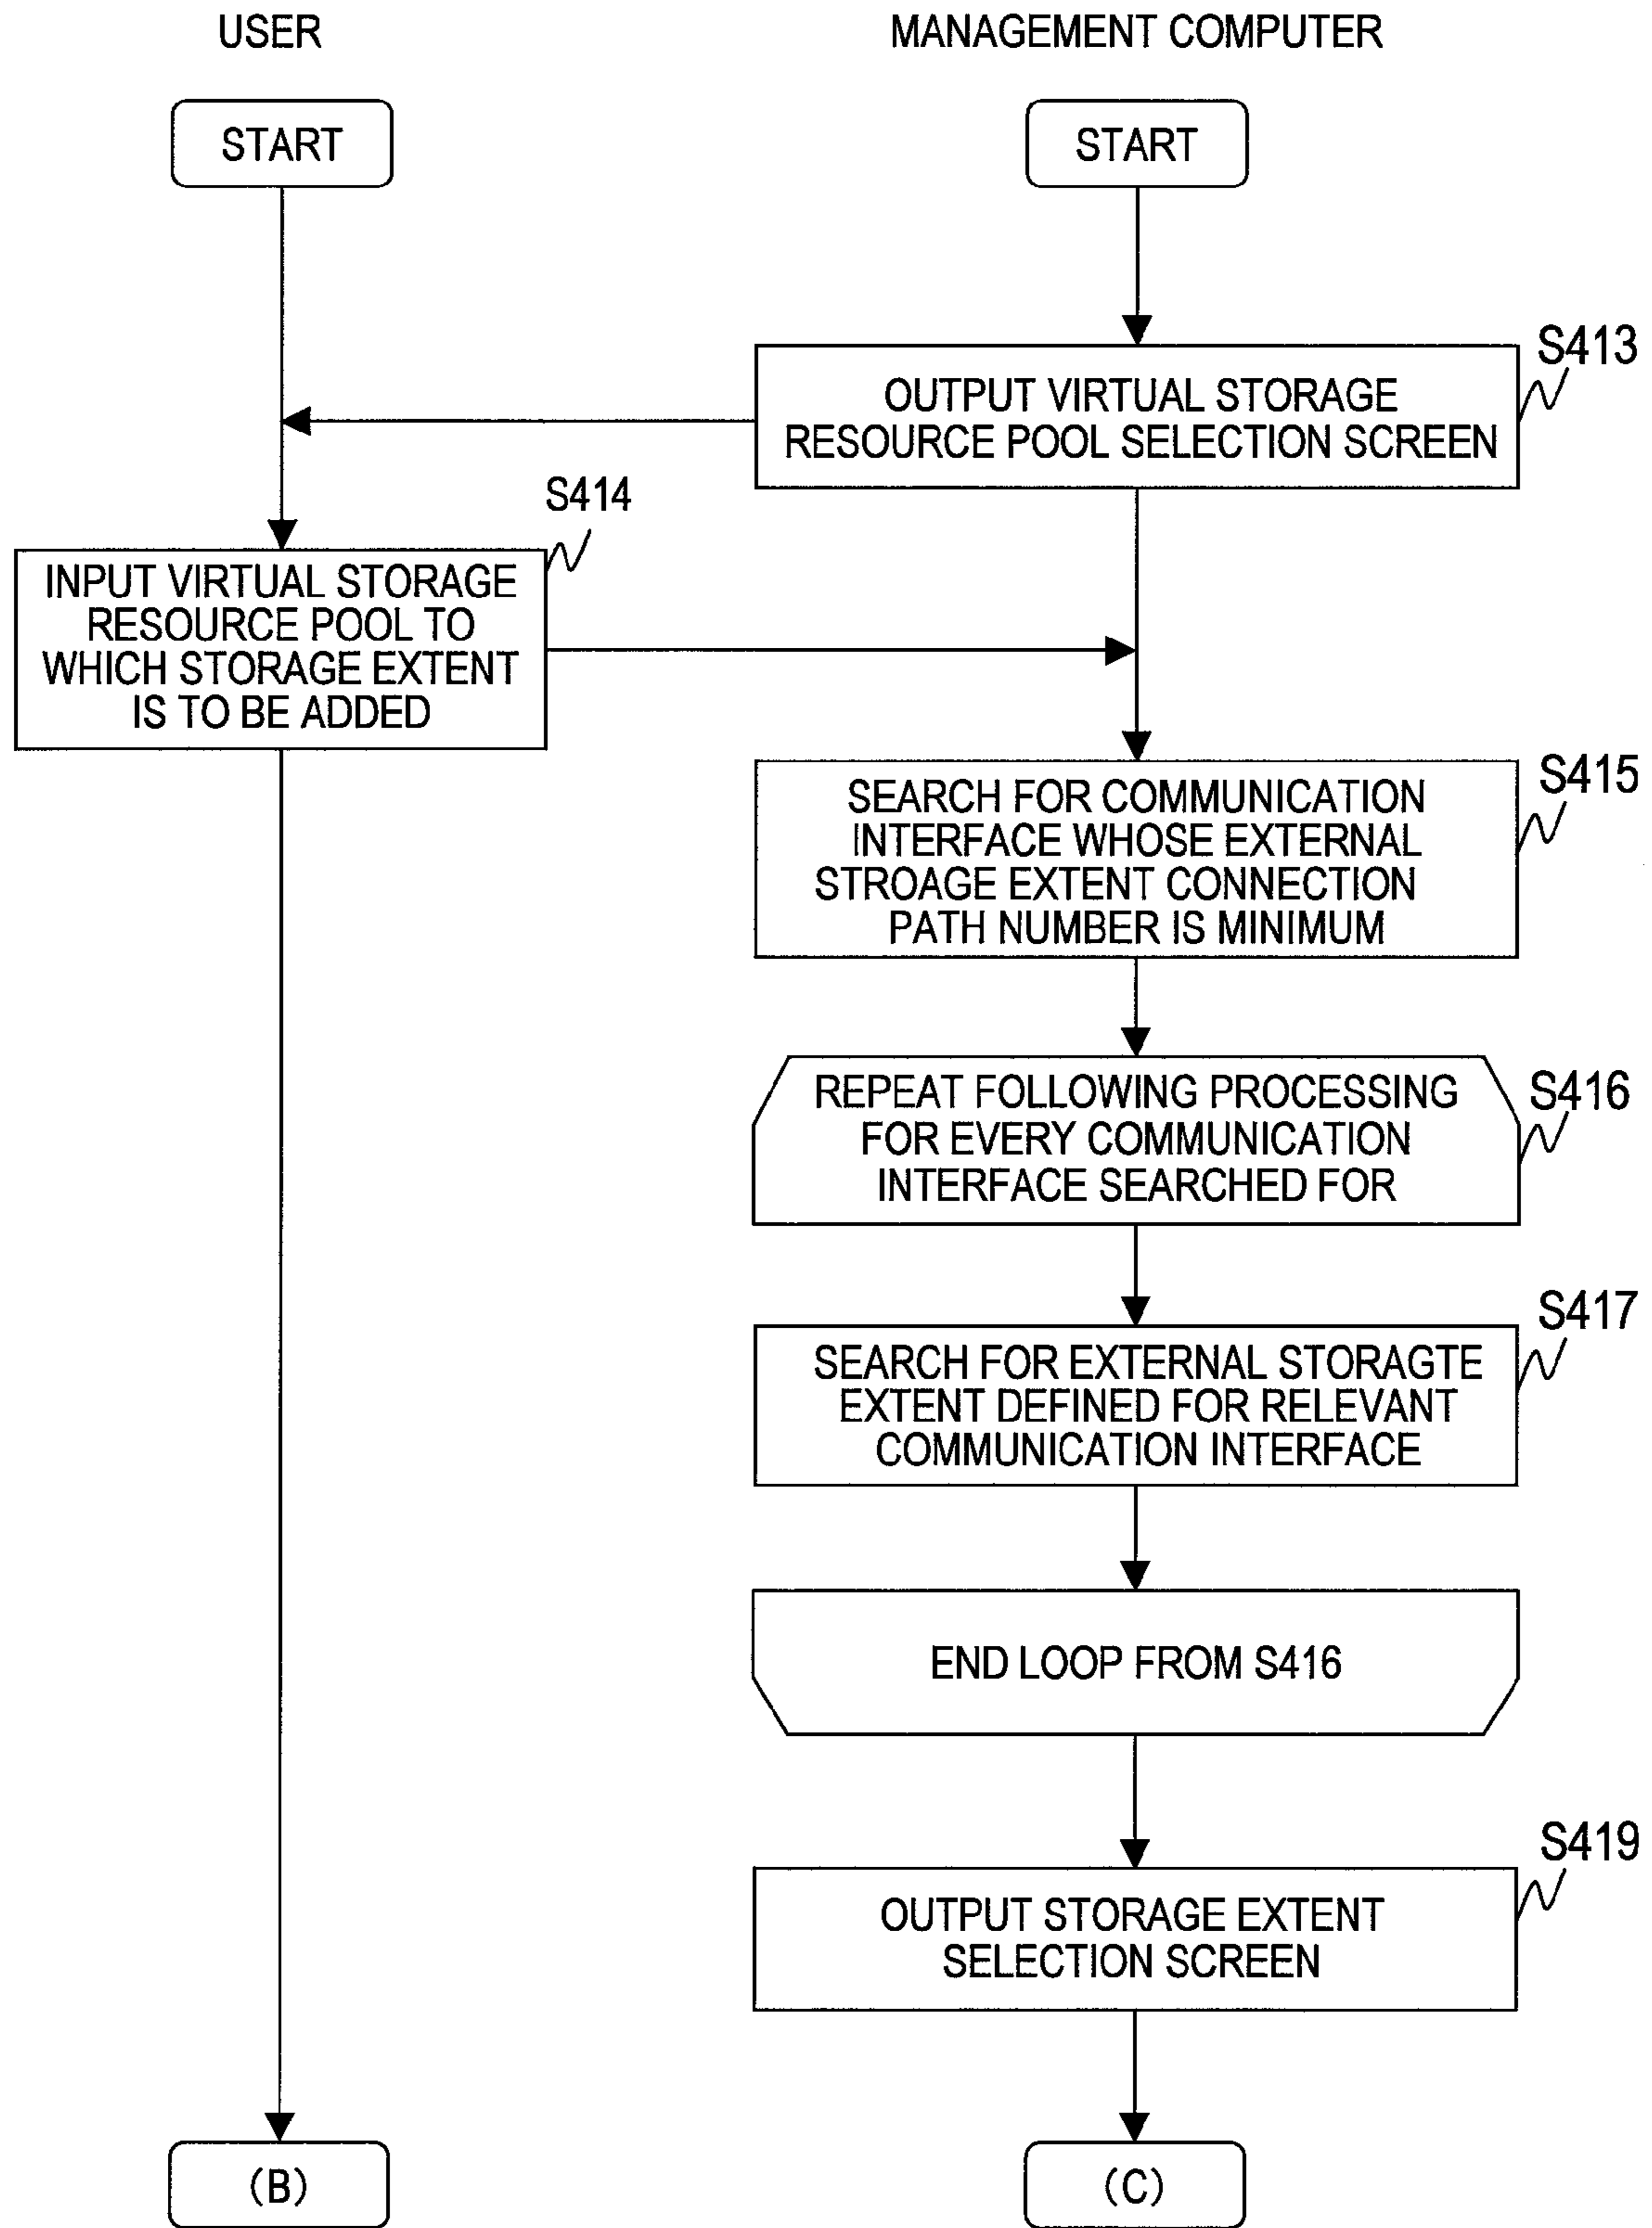 USER
MANAGEMENT COMPUTER
START
START
S413
OUTPUT VIRTUAL STORAGE
RESOURCE POOL SELECTION SCREEN
S414
INPUT VIRTUAL STORAGE
RESOURCE POOL TO
WHICH STORAGE EXTENT
IS TO BE ADDED
S415
SEARCH FOR COMMUNICATION
INTERFACE WHOSE EXTERNAL
STROAGE EXTENT CONNECTION
PATH NUMBER IS MINIMUM
S416
REPEAT FOLLOWING PROCESSING
FOR EVERY COMMUNICATION
INTERFACE SEARCHED FOR
S417
SEARCH FOR EXTERNAL STORAGTE
EXTENT DEFINED FOR RELEVANT
COMMUNICATION INTERFACE
END LOOP FROM S416
S419
OUTPUT STORAGE EXTENT
SELECTION SCREEN
(B)
(C)